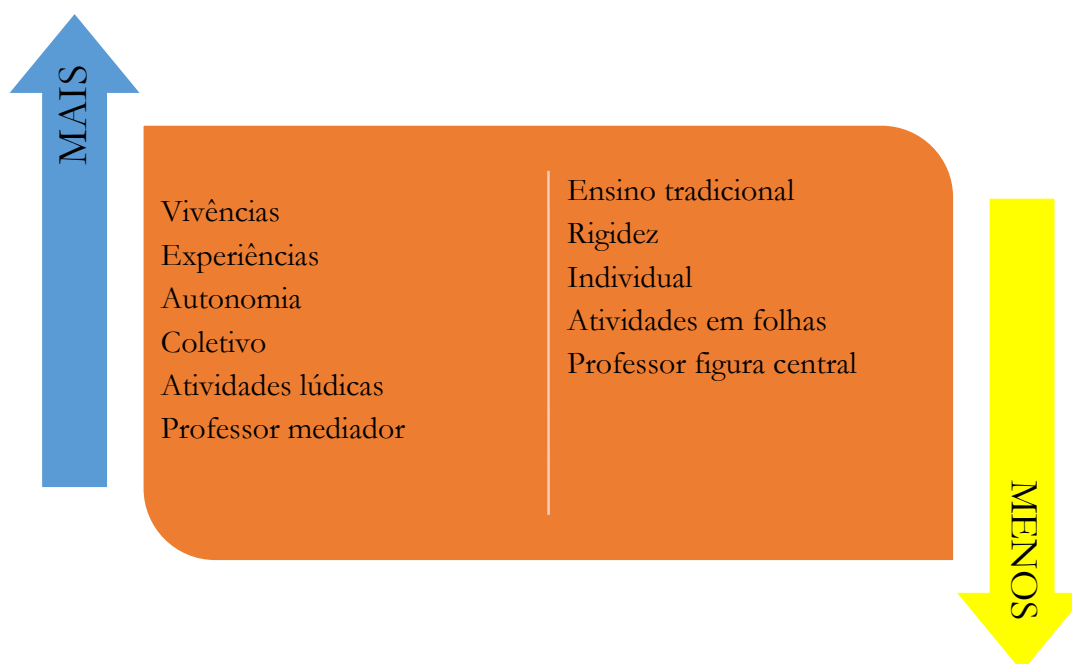 MAIS
Vivências
Experiências
Autonomia
Coletivo
Atividades lúdicas
Professor mediador
Ensino tradicional
Rigidez
Individual
Atividades em folhas
Professor figura central
MENOS